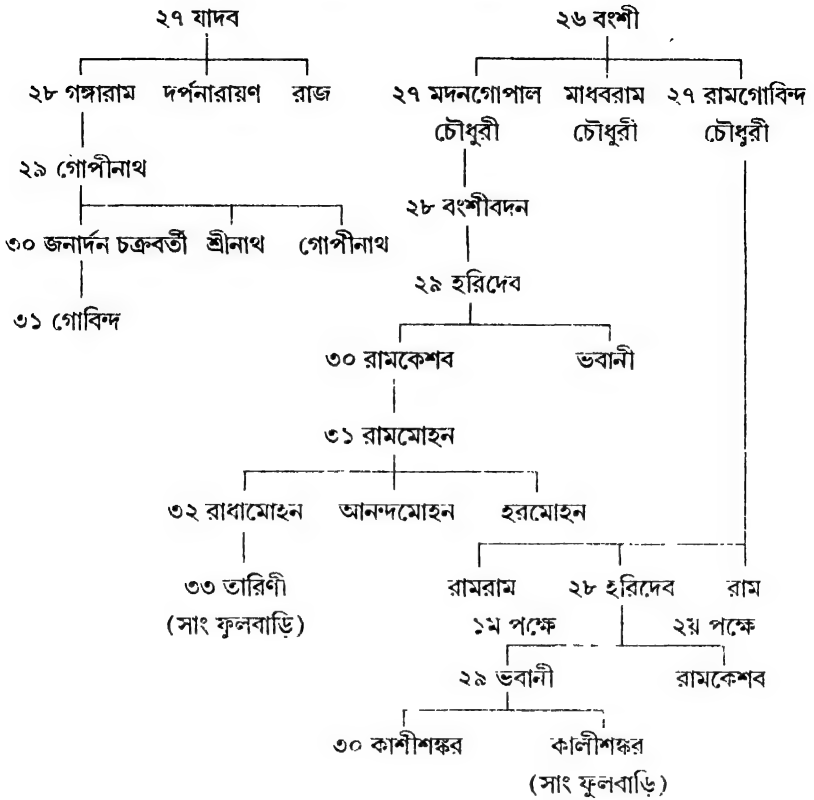 ২৭ যাদব ২৬ বংশী
২৮ গঙ্গারাম দর্পনারায়ণ রাজ ২৭ মদনগোপাল মাধবরাম ২৭ রামগোবিন্দ
চৌধুরী চৌধুরী চৌধুরী
২৯ গোপীনাথ
২৮ বংশীবদন
৩০ জনার্দন চক্রবর্তী শ্রীনাথ গোপীনাথ
২৯ হরিদেব
৩১ গোবিন্দ
৩০ রামকেশব ভবানী
৩১ রামমোহন
৩২ রাধামোহন আনন্দমোহন হরমোহন
৩৩ তারিণী রামরাম ২৮ হরিদেব রাম
(সাং ফুলবাড়ি) ১ম পক্ষে ২য় পক্ষে
২৯ ভবানী রামকেশব
৩০ কাশীশঙ্কর কালীশঙ্কর
(সাং ফুলবাড়ি)